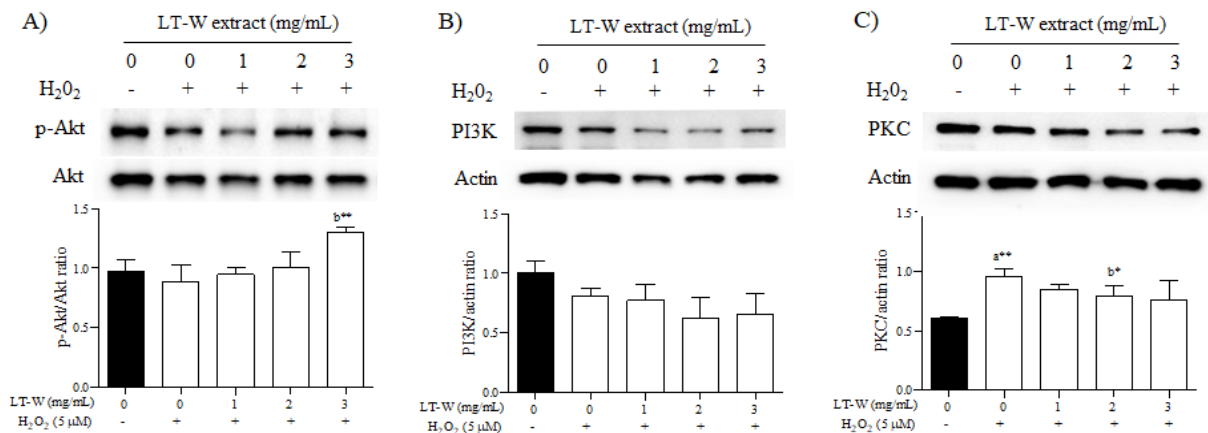 A)
LT-W extract (mg/mL)
0 0 1 2 3
H₂0₂ - + + + +
p-Akt
Akt
p-Akt/Akt ratio
1.5
b**
1.0
0.5
0.0
LT-W (mg/mL) 0 0 1 2 3
H₂O₂ (5 μM) - + + + +
B)
LT-W extract (mg/mL)
0 0 1 2 3
H₂0₂ - + + + +
PI3K
Actin
PI3K/actin ratio
1.5
1.0
0.5
0.0
LT-W (mg/mL) 0 0 1 2 3
H₂O₂ (5 μM) - + + + +
C)
LT-W extract (mg/mL)
0 0 1 2 3
H₂0₂ - + + + +
PKC
Actin
PKC/actin ratio
1.5
a**
b*
1.0
0.5
0.0
LT-W (mg/mL) 0 0 1 2 3
H₂O₂ (5 μM) - + + + +